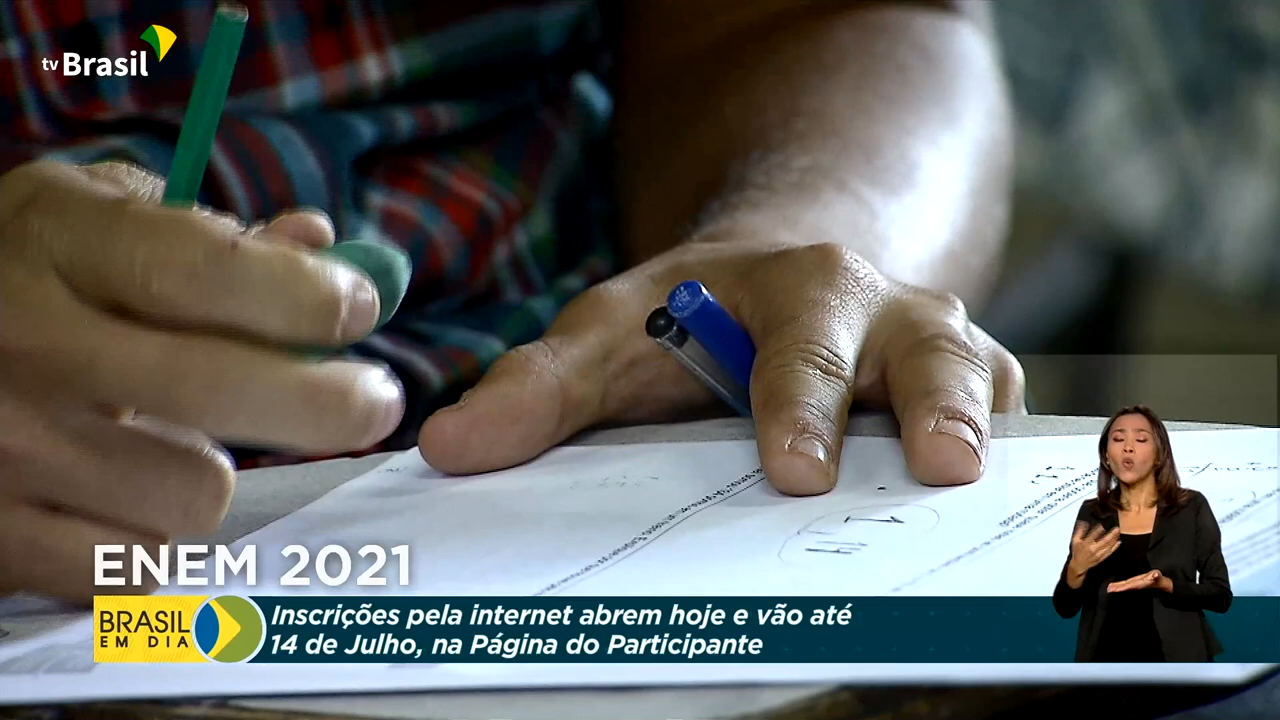 tv Brasil
ENEM 2021
BRASIL
EM DIA
Inscrições pela internet abrem hoje e vão até
14 de Julho, na Página do Participante